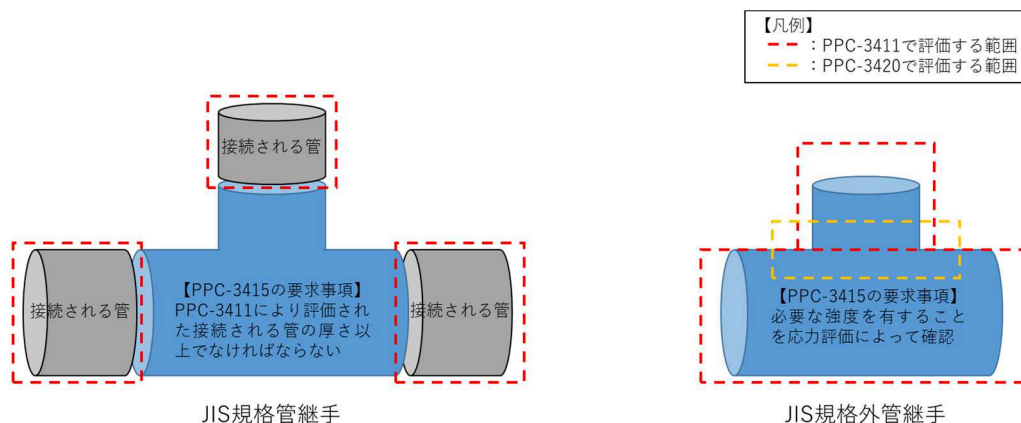 【凡例】
：PPC-3411で評価する範囲
：PPC-3420で評価する範囲
接続される管
接続される管
【PPC-3415の要求事項】
PPC-3411により評価され
た接続される管の厚さ以
上でなければならない
接続される管
JIS規格管継手
【PPC-3415の要求事項】
必要な強度を有すること
を応力評価によって確認
JIS規格外管継手